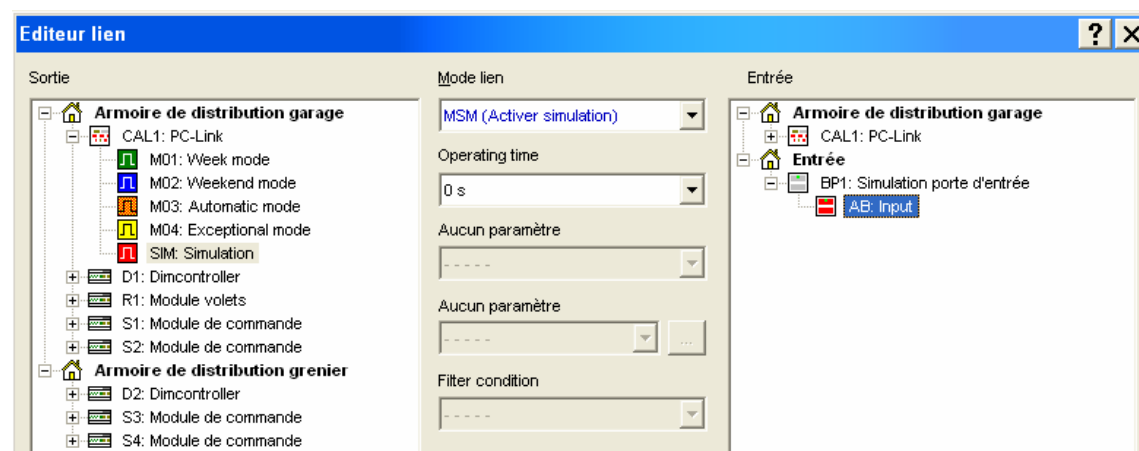 Editeur lien
Sortie
Armoire de distribution garage
CAL1: PC-Link
M01: Week mode
M02: Weekend mode
M03: Automatic mode
M04: Exceptional mode
SIM: Simulation
D1: Dimcontroller
R1: Module volets
S1: Module de commande
S2: Module de commande
Armoire de distribution grenier
D2: Dimcontroller
S3: Module de commande
S4: Module de commande
Mode lien
MSM (Activer simulation)
Operating time
0 s
Aucun paramètre
- - - - -
Aucun paramètre
- - - - -
...
Filter condition
- - - - -
Entrée
Armoire de distribution garage
CAL1: PC-Link
Entrée
BP1: Simulation porte d'entrée
AB: Input